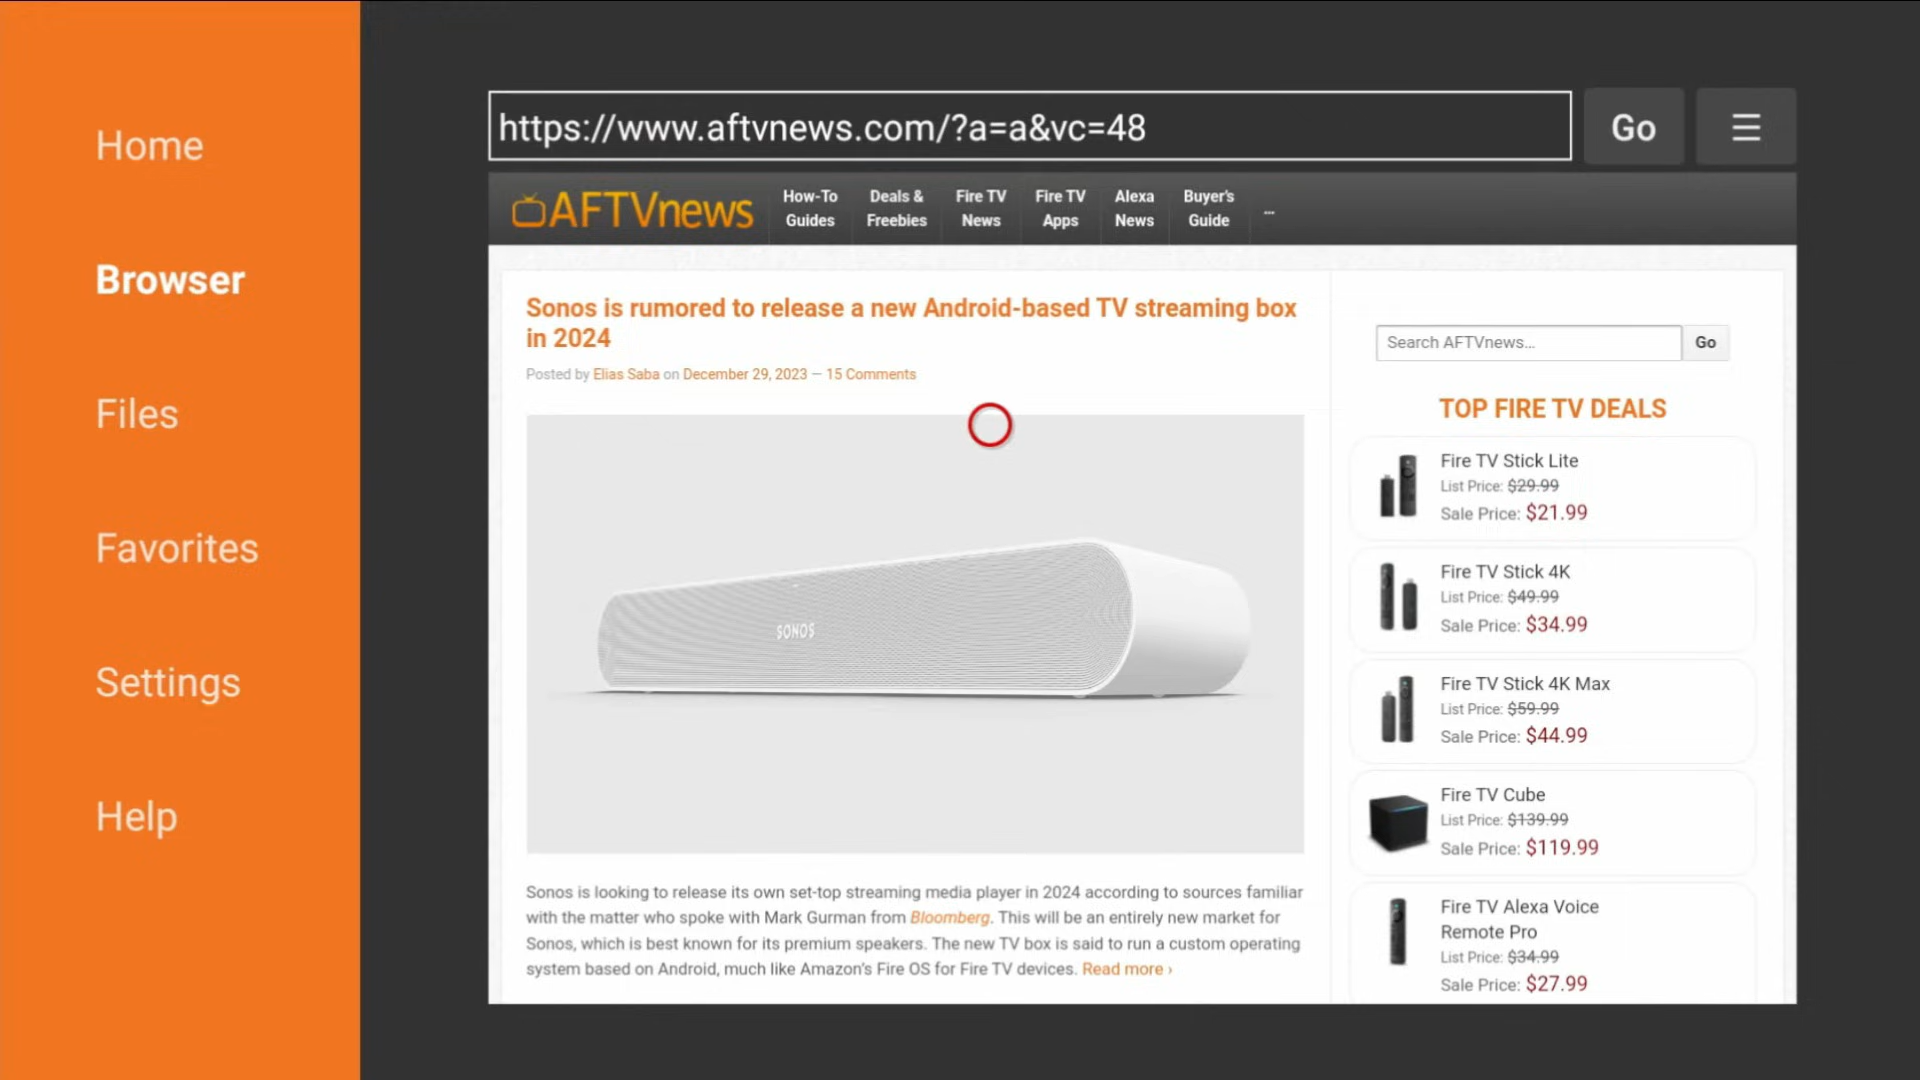 Home
Browser
Files
Favorites
Settings
Help
https://www.aftvnews.com/?a=a&vc=48
Go
AFTVnews
How-To
Guides
Deals &
Freebies
Fire TV
News
Fire TV
Apps
Alexa
News
Buyer's
Guide
...
Sonos is rumored to release a new Android-based TV streaming box
in 2024
Posted by Elias Saba on December 29, 2023 — 15 Comments
SONOS
Sonos is looking to release its own set-top streaming media player in 2024 according to sources familiar
with the matter who spoke with Mark Gurman from Bloomberg. This will be an entirely new market for
Sonos, which is best known for its premium speakers. The new TV box is said to run a custom operating
system based on Android, much like Amazon's Fire OS for Fire TV devices. Read more ›
Search AFTVnews...
Go
TOP FIRE TV DEALS
Fire TV Stick Lite
List Price: $29.99
Sale Price: $21.99
Fire TV Stick 4K
List Price: $49.99
Sale Price: $34.99
Fire TV Stick 4K Max
List Price: $59.99
Sale Price: $44.99
Fire TV Cube
List Price: $139.99
Sale Price: $119.99
Fire TV Alexa Voice
Remote Pro
List Price: $34.99
Sale Price: $27.99